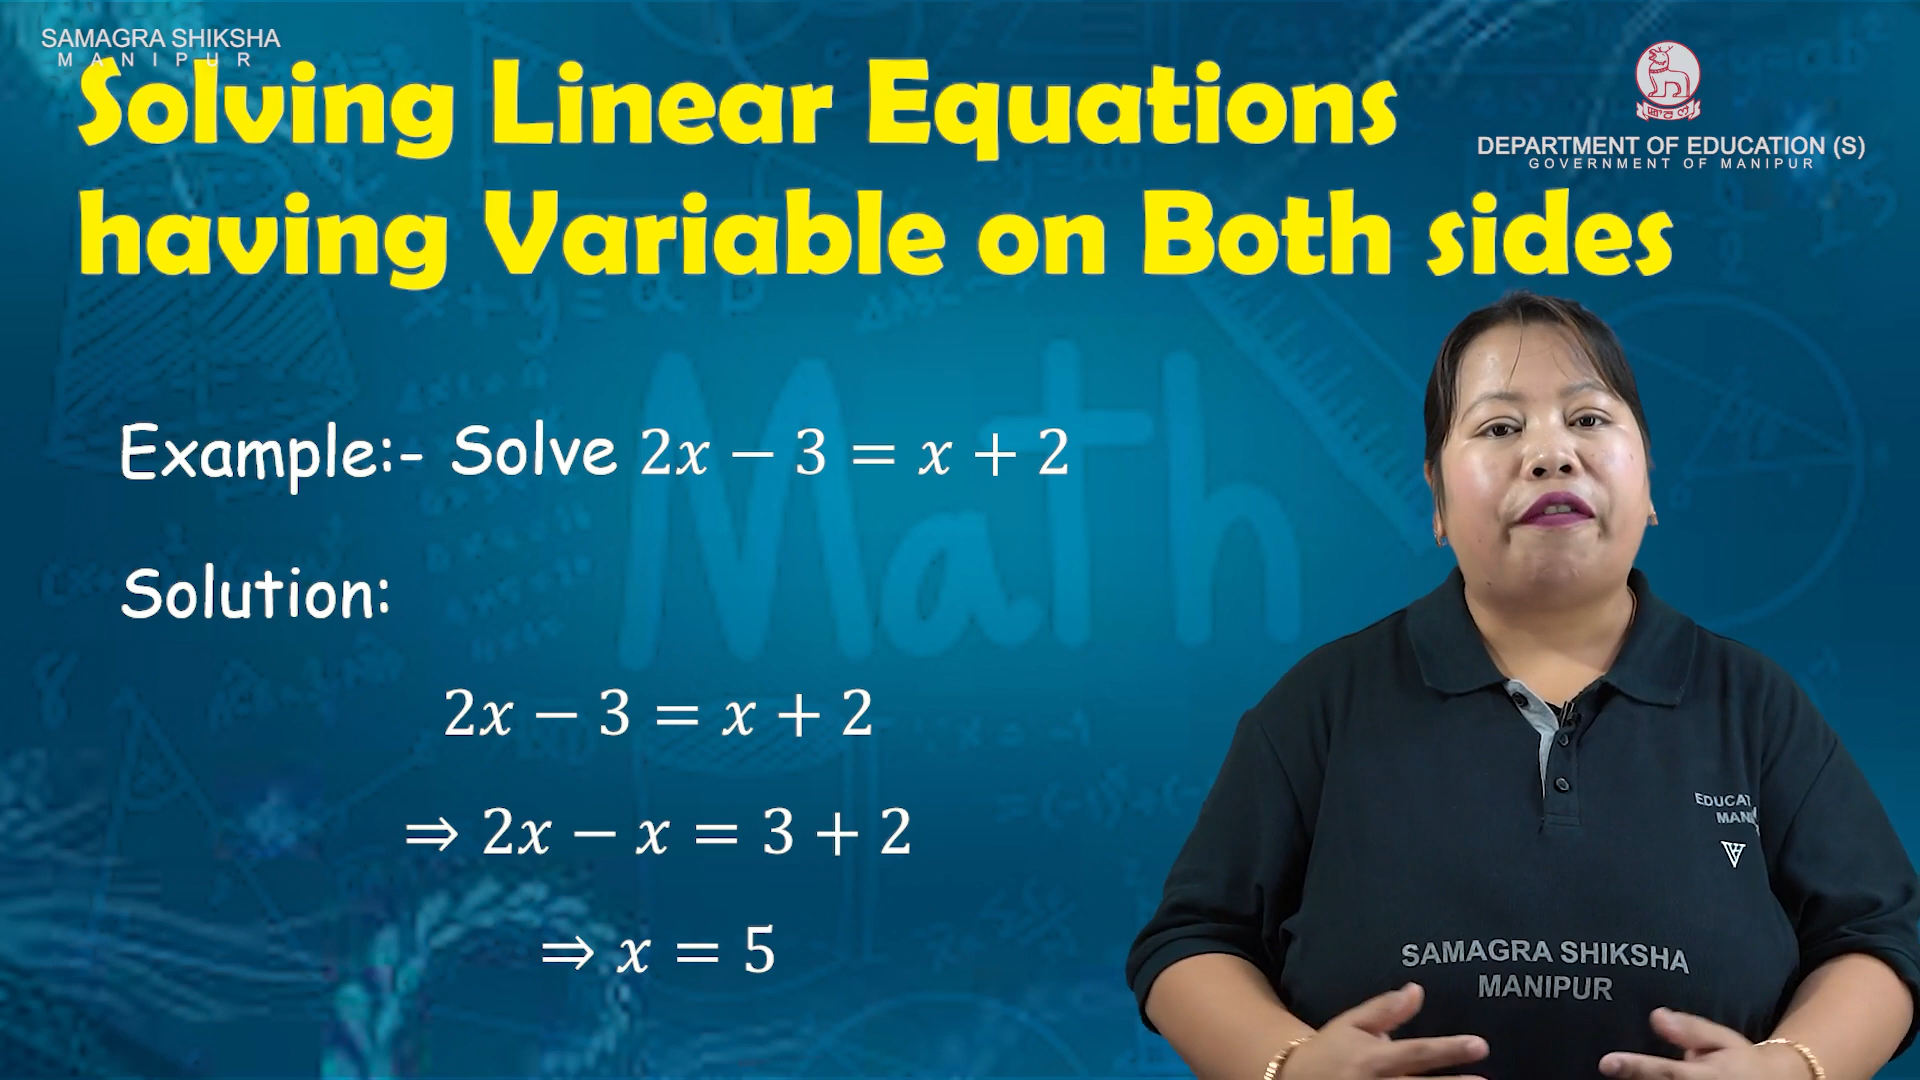 SAMAGRA SHIKSHA
MANIPUR
Solving Linear Equations
having Variable on Both sides
DEPARTMENT OF EDUCATION (S)
GOVERNMENT OF MANIPUR
Math
Example:- Solve 2x − 3 = x + 2
Solution:
2x − 3 = x + 2
⇒ 2x − x = 3 + 2
⇒ x = 5
SAMAGRA SHIKSHA
MANIPUR